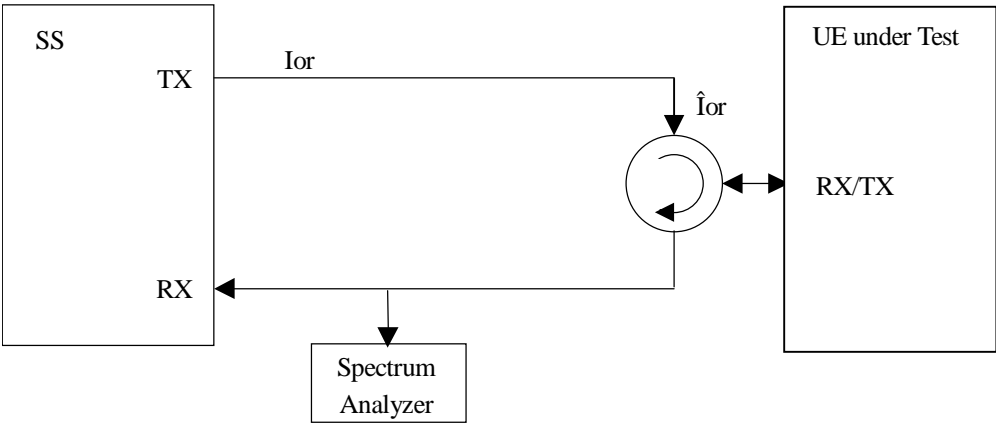 SS
UE under Test
TX
Ior
Îor
RX/TX
RX
Spectrum
Analyzer